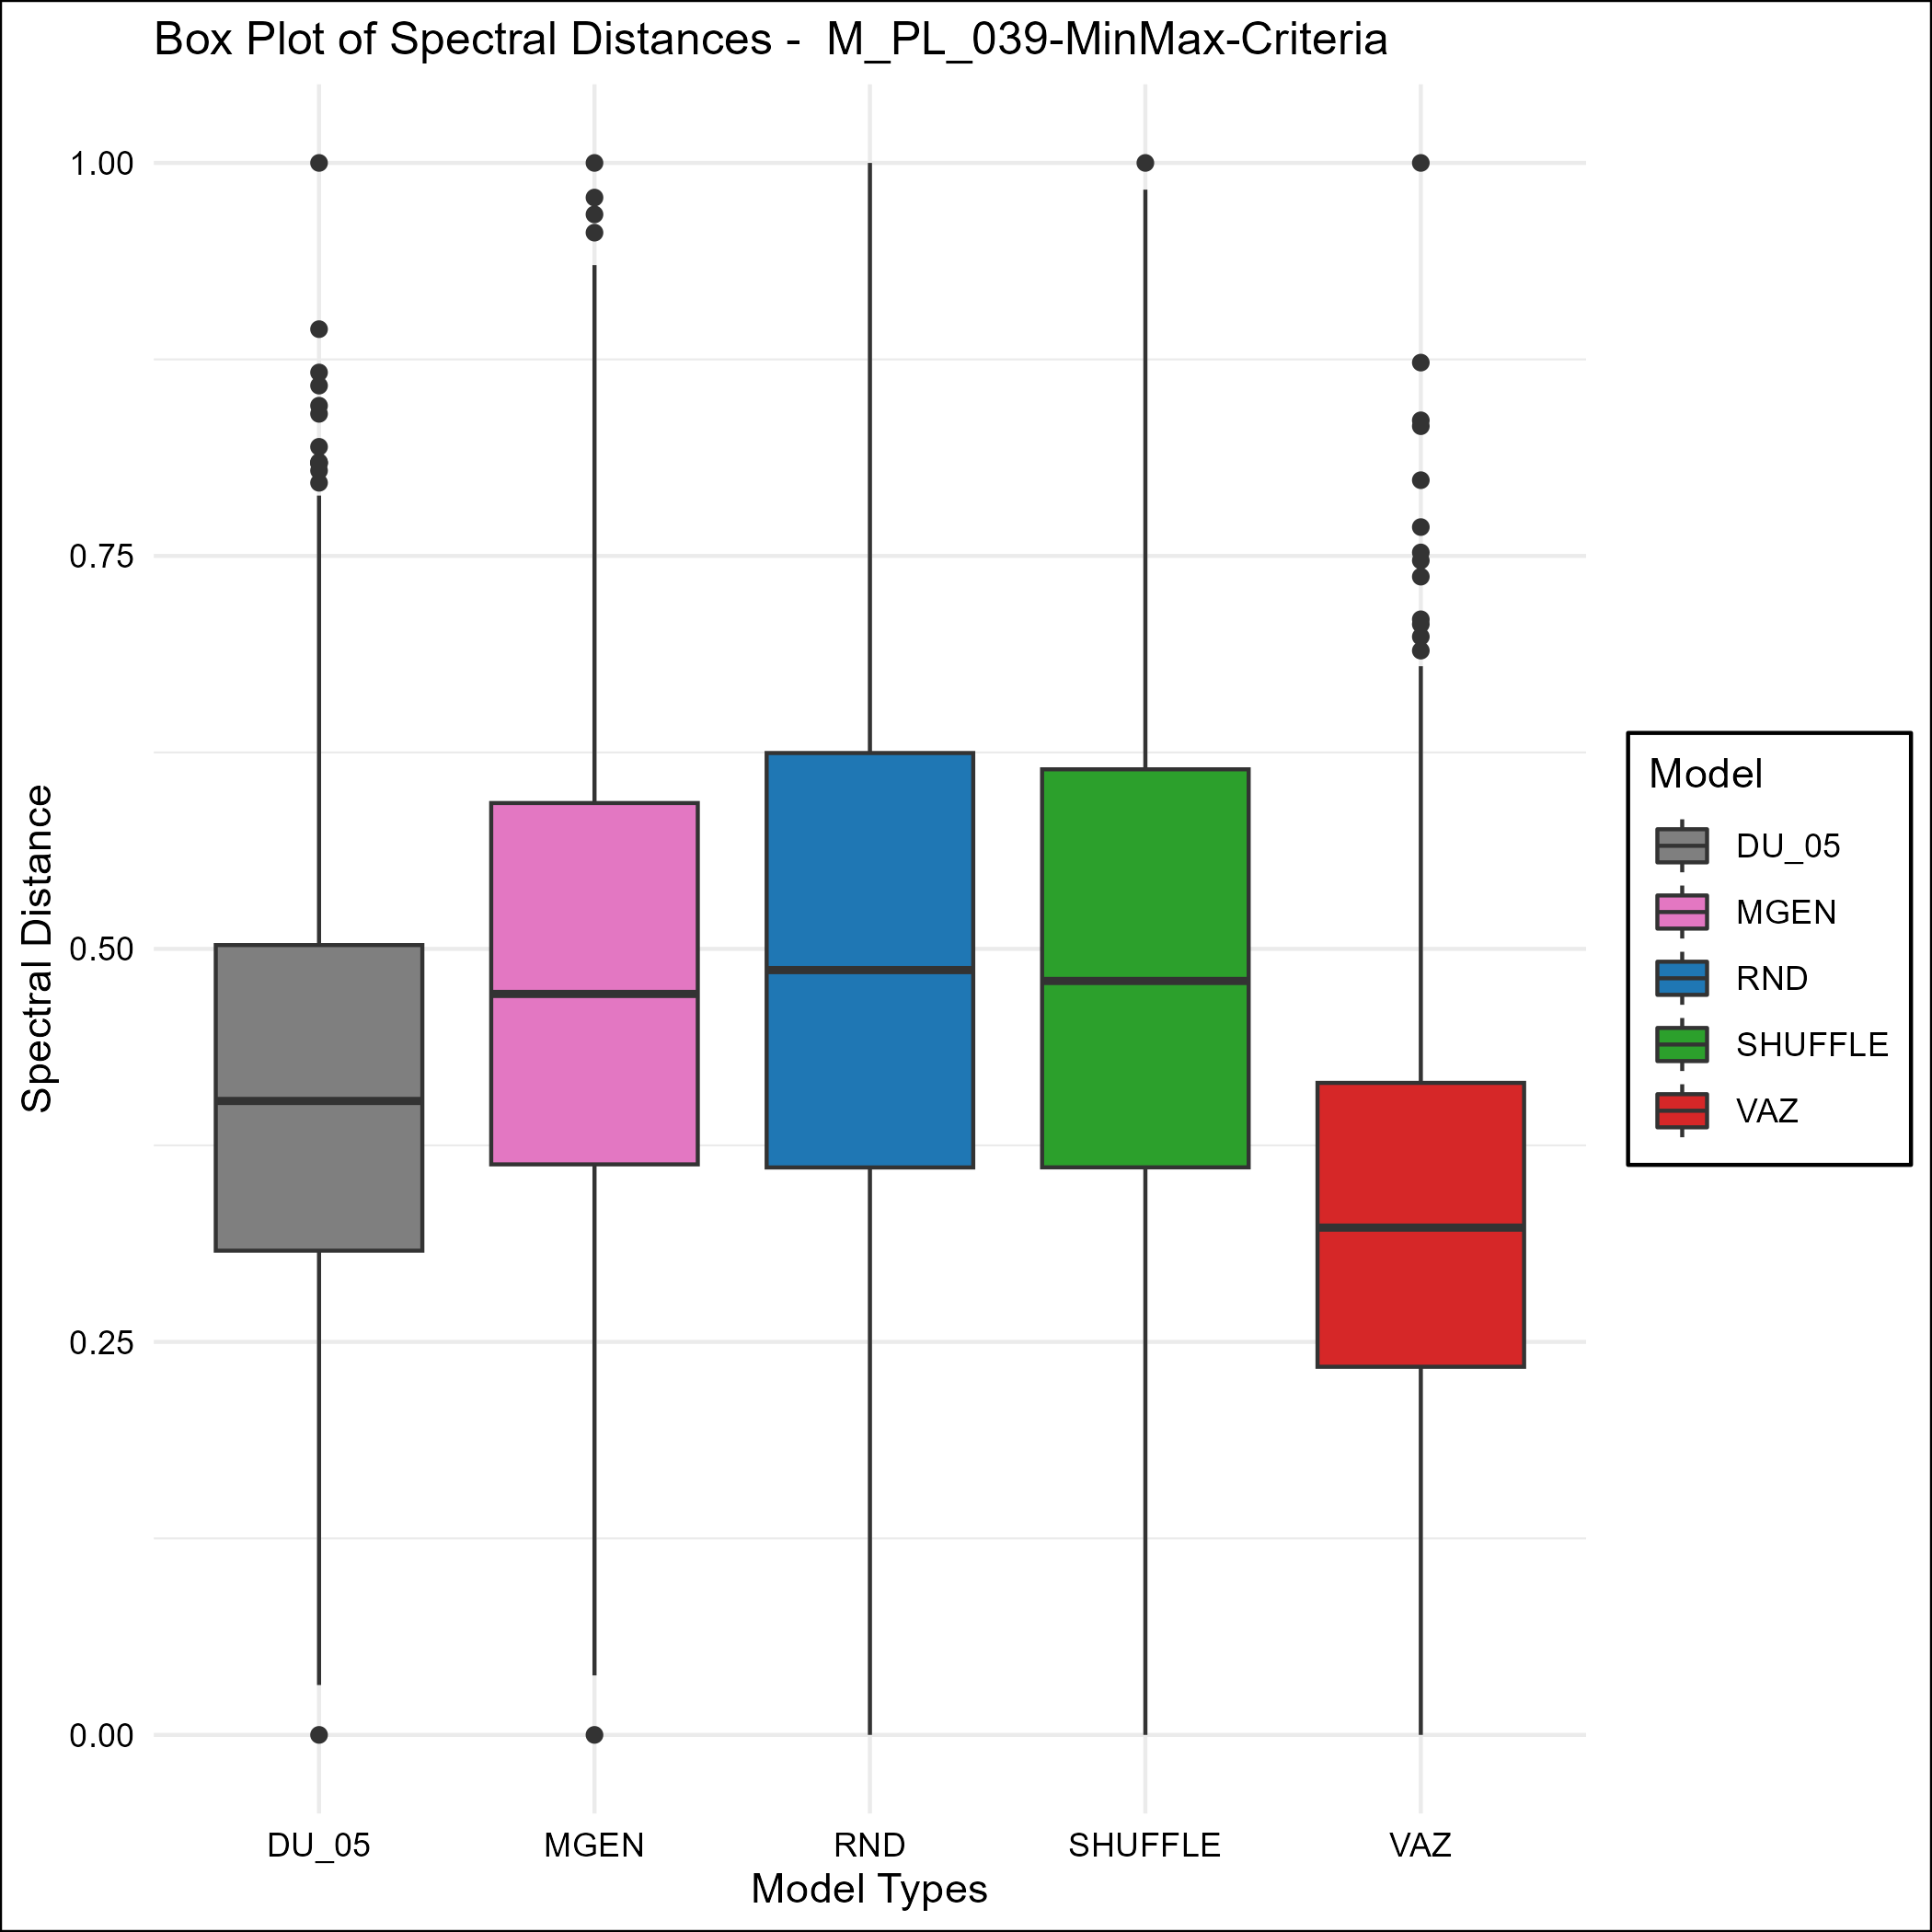 Box Plot of Spectral Distances -  M_PL_039-MinMax-Criteria
1.00
0.75
0.50
0.25
0.00
Spectral Distance
DU_05 MGEN RND SHUFFLE VAZ
Model Types
Model
DU_05
MGEN
RND
SHUFFLE
VAZ